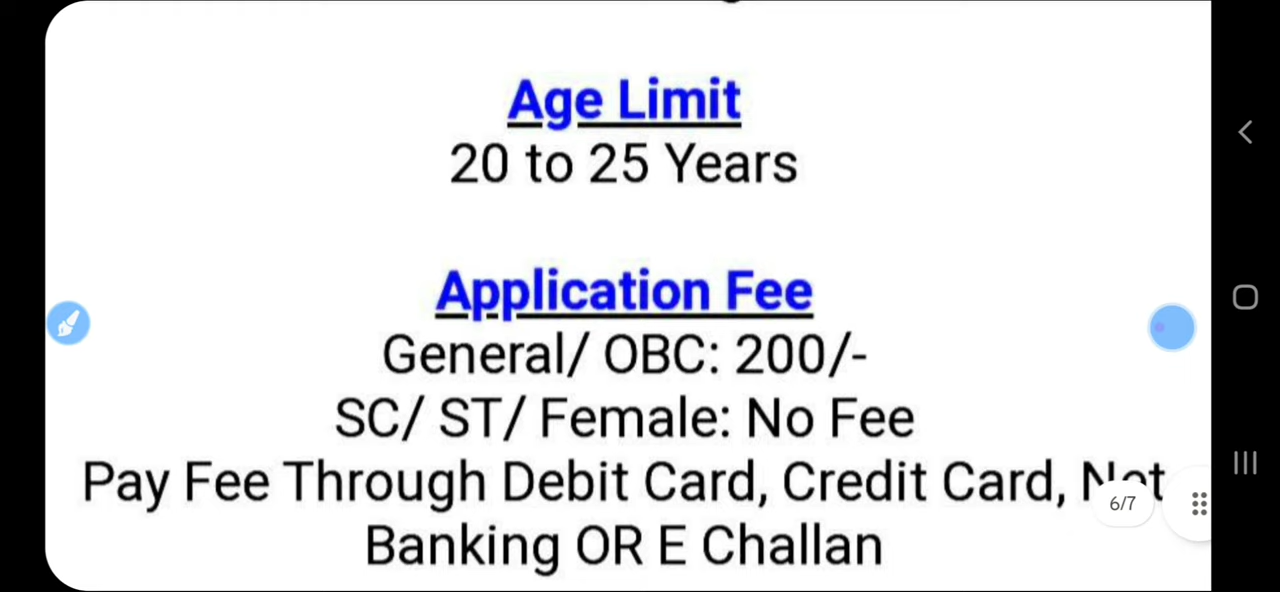 Age Limit
20 to 25 Years
Application Fee
General/ OBC: 200/-
SC/ ST/ Female: No Fee
Pay Fee Through Debit Card, Credit Card, Net
6/7
Banking OR E Challan